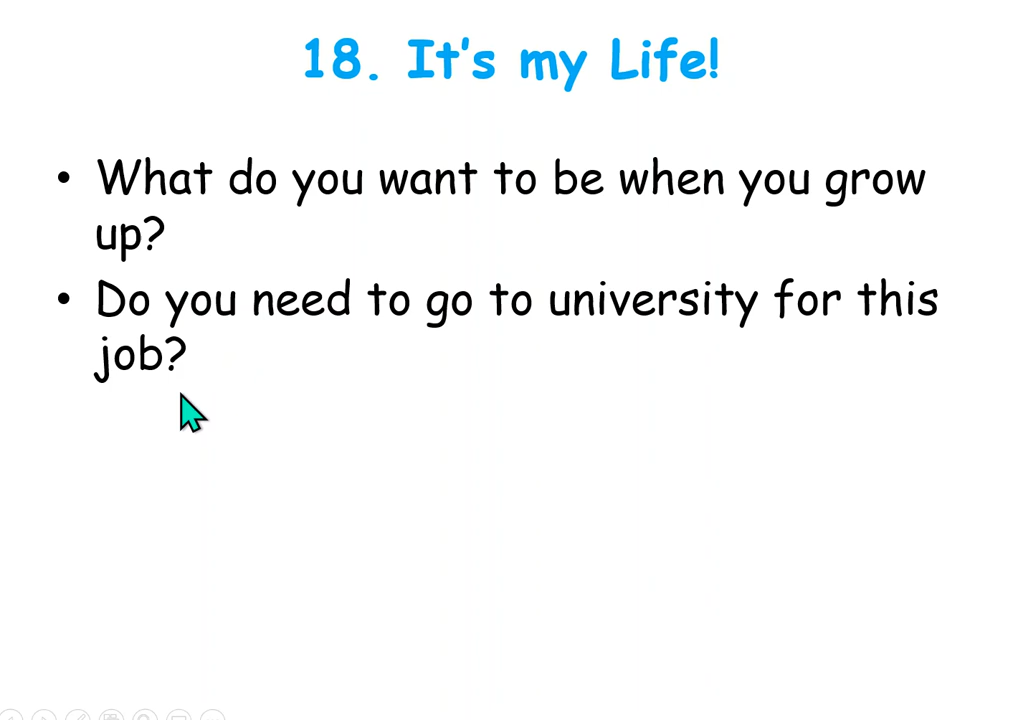 18. It's my Life!
• What do you want to be when you grow
up?
• Do you need to go to university for this
job?